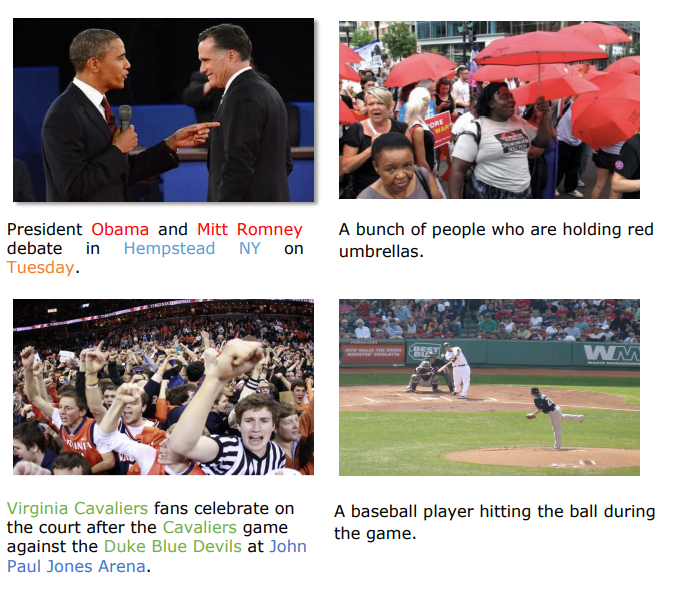 President Obama and Mitt Romney
debate in Hempstead NY on
Tuesday.
A bunch of people who are holding red
umbrellas.
Virginia Cavaliers fans celebrate on
the court after the Cavaliers game
against the Duke Blue Devils at John
Paul Jones Arena.
BEST
BUY
A baseball player hitting the ball during
the game.